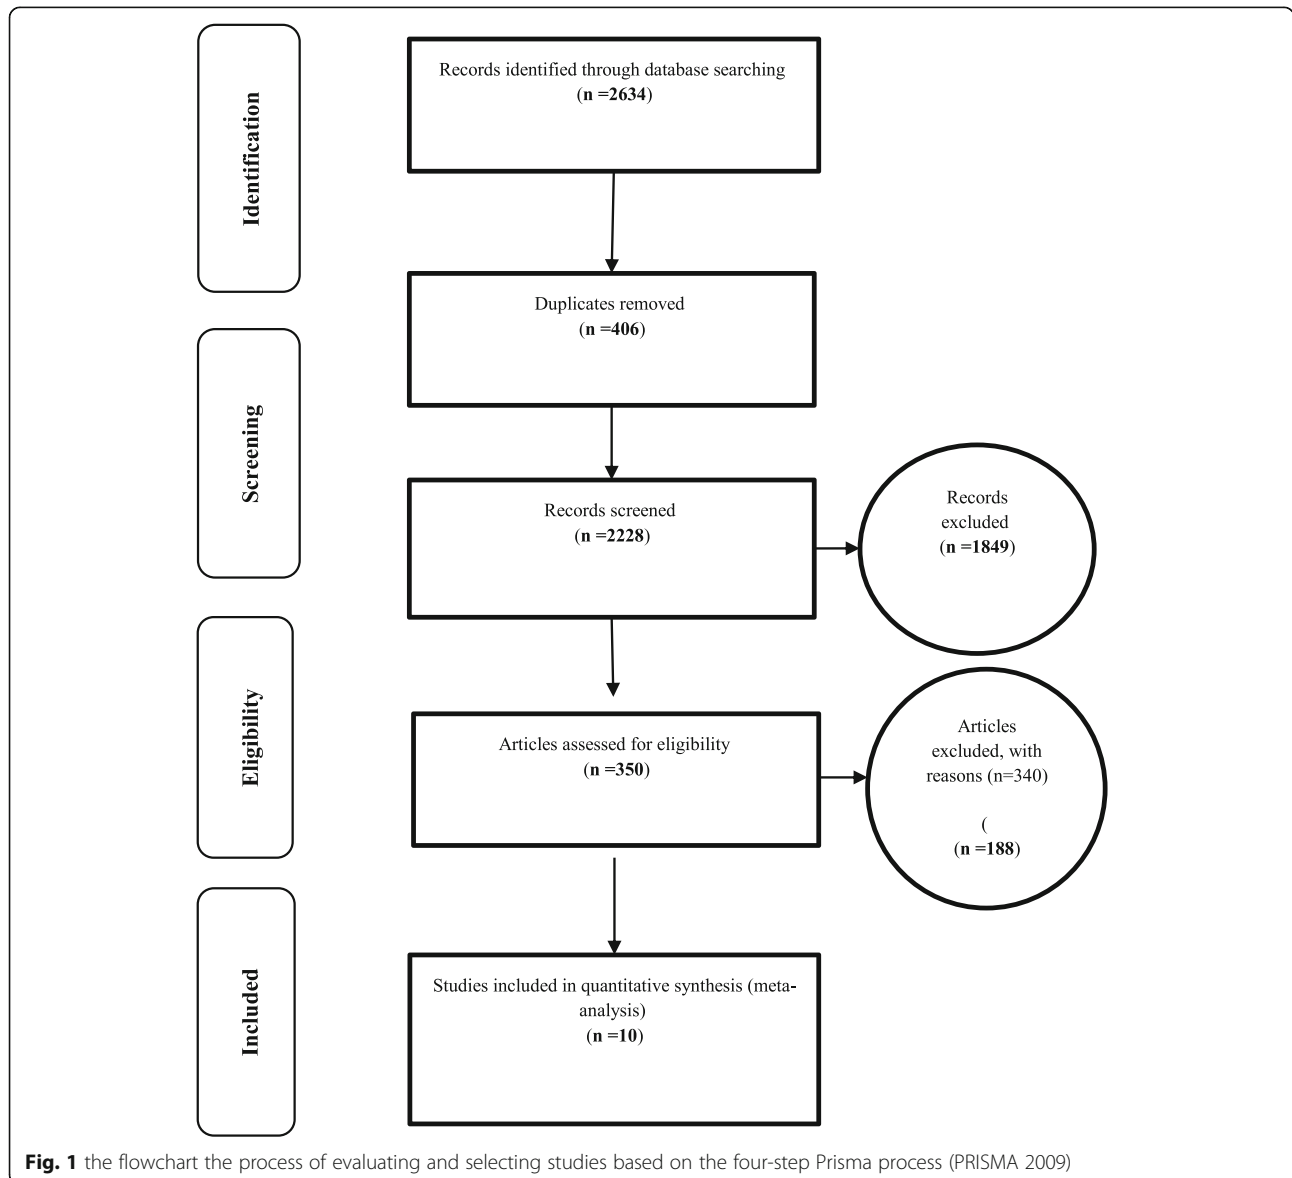 Identification
Records identified through database searching
(n =2634)
Duplicates removed
(n =406)
Screening
Records screened
(n =2228)
Records
excluded
(n =1849)
Eligibility
Articles assessed for eligibility
(n =350)
Articles
excluded, with
reasons (n=340)
(
(n =188)
Included
Studies included in quantitative synthesis (meta-
analysis)
(n =10)
Fig. 1 the flowchart the process of evaluating and selecting studies based on the four-step Prisma process (PRISMA 2009)